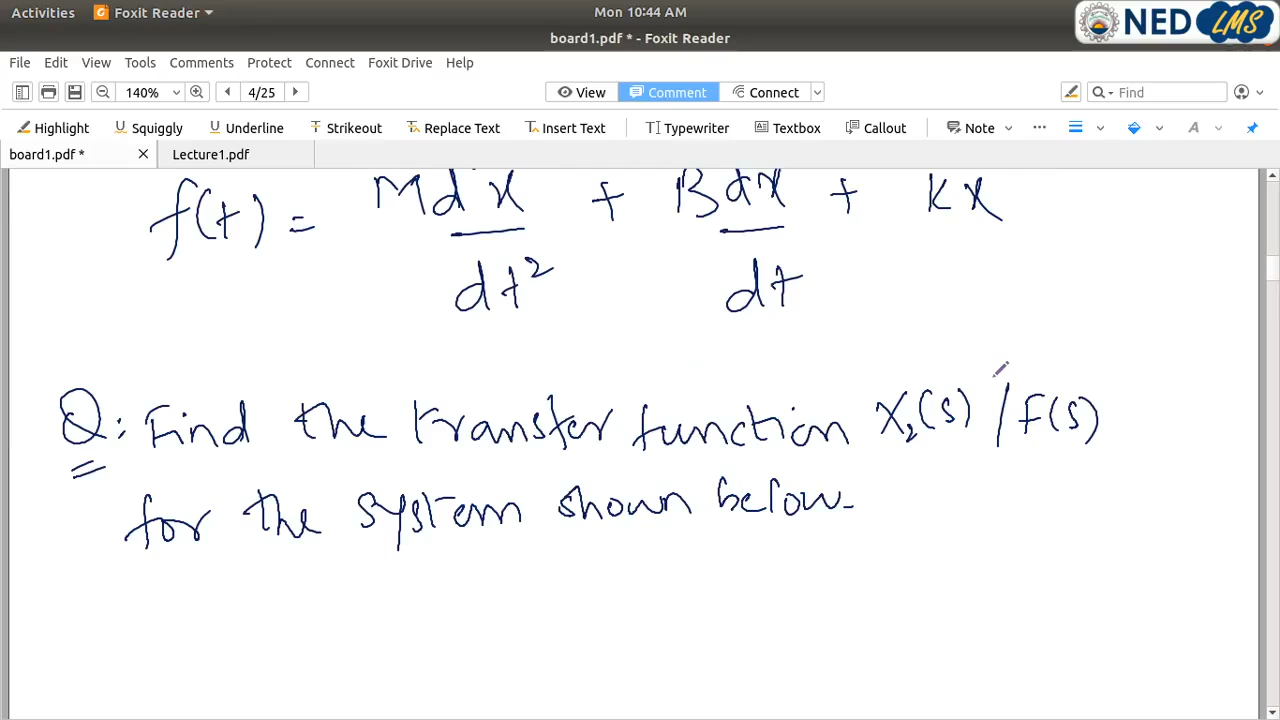 Activities Foxit Reader Mon 10:44 AM
NED LMS
board1.pdf * - Foxit Reader
File Edit View Tools Comments Protect Connect Foxit Drive Help
140% 4/25 View Comment Connect Find
Highlight Squiggly Underline Strikeout Replace Text Insert Text Typewriter Textbox Callout Note ... A
board1.pdf * Lecture1.pdf
f(t) = Md²x/dt² + Bdx/dt + kx
Q: Find the transfer function X₂(s) / F(s)
for the system shown below.